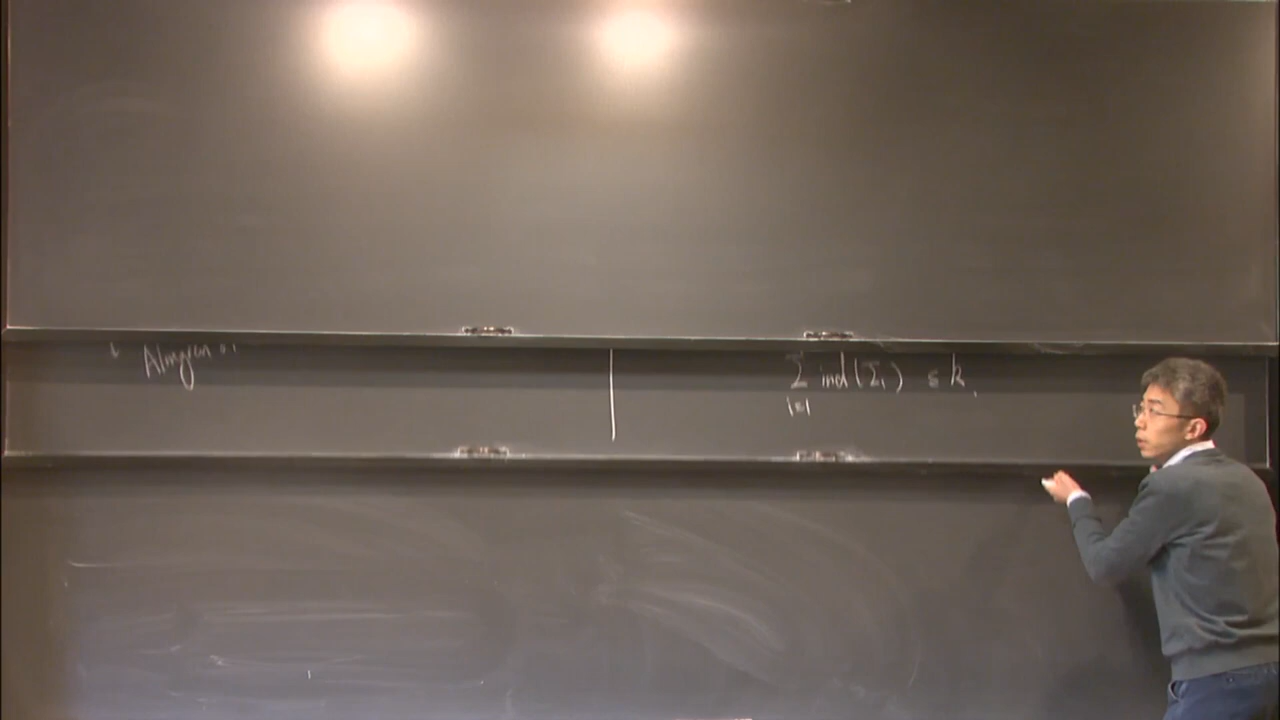 Almgren
Σ ind(Σᵢ) ≤ k,
i=1